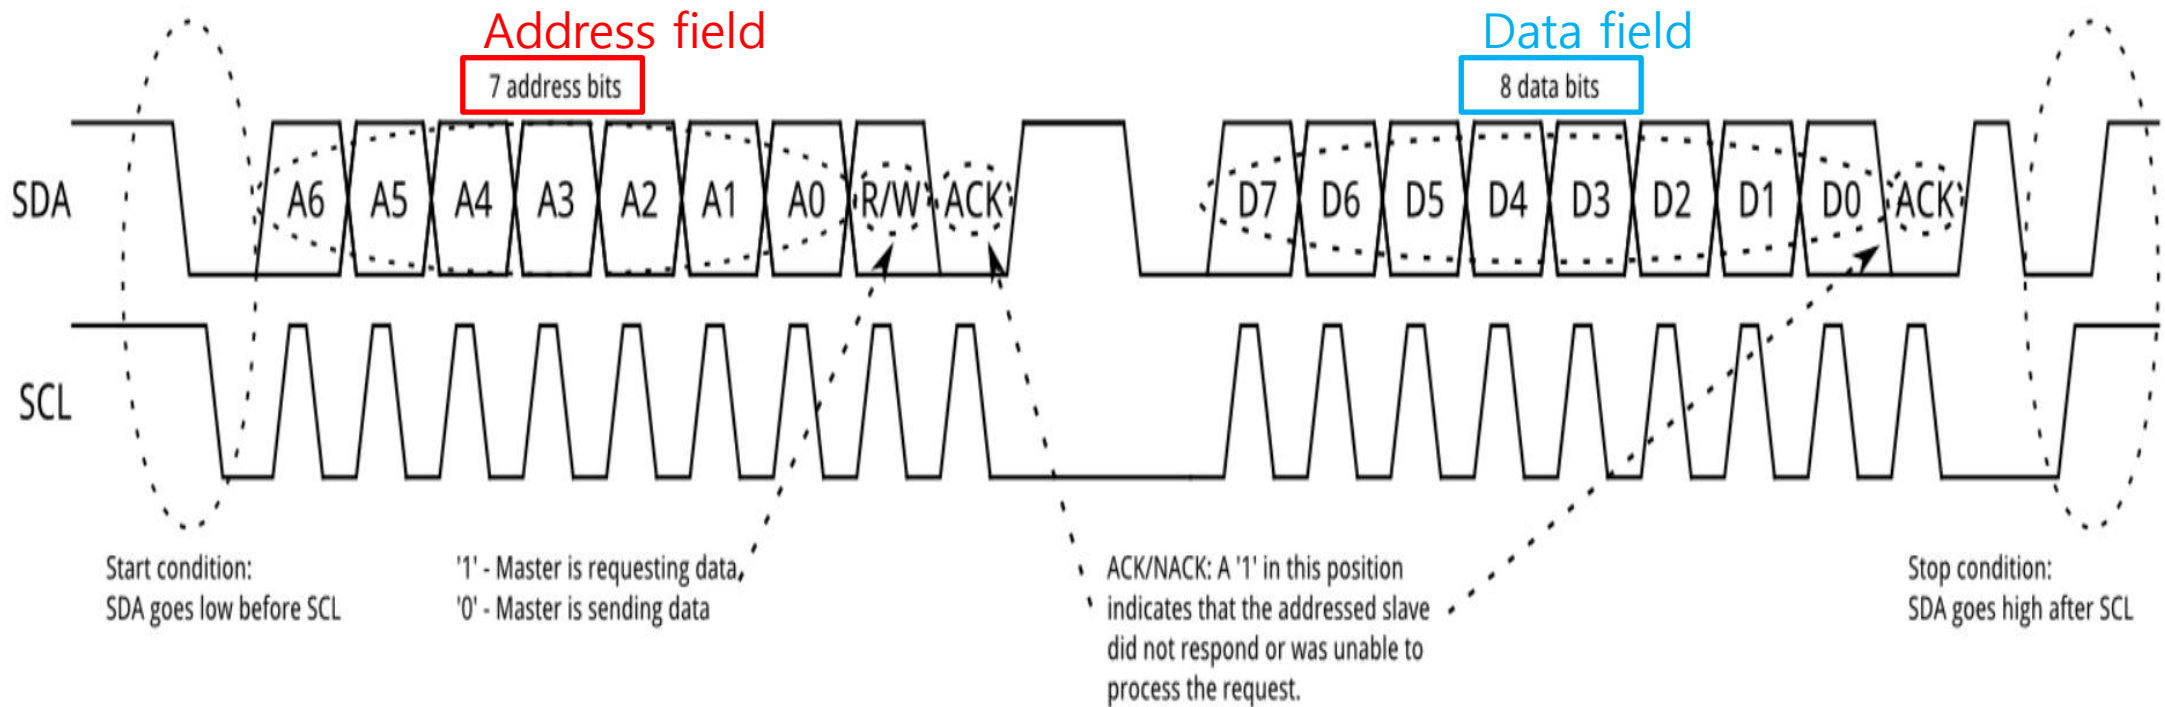 Address field
Data field
7 address bits
8 data bits
SDA
A6 A5 A4 A3 A2 A1 A0 R/W ACK
D7 D6 D5 D4 D3 D2 D1 D0 ACK
SCL
Start condition:
SDA goes low before SCL
'1' - Master is requesting data,
'0' - Master is sending data
ACK/NACK: A '1' in this position
indicates that the addressed slave
did not respond or was unable to
process the request.
Stop condition:
SDA goes high after SCL